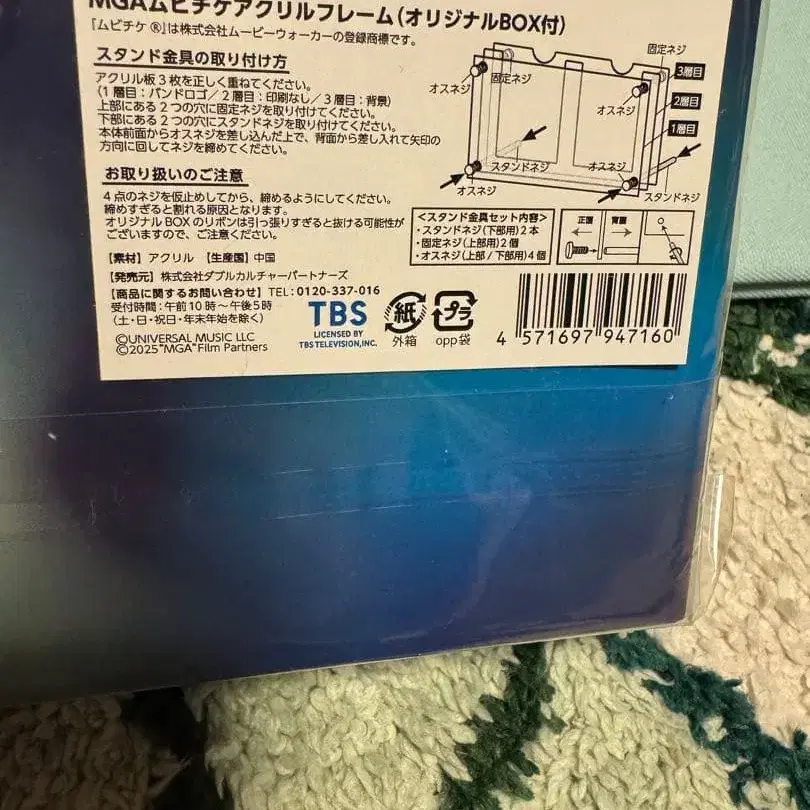 MGAムビチケアクリルフレーム(オリジナルBOX付)
『ムビチケ®』は株式会社ムービーウォーカーの登録商標です。
スタンド金具の取り付け方
アクリル板3枚を正しく重ねてください。
(1層目:バンドロゴ/2層目:印刷なし/3層目:背景)
上部にある2つの穴に固定ネジを取り付けてください。
下部にある2つの穴にスタンドネジを取り付けてください。
本体前面からオスネジを差し込んだ上で、背面から差し入れて矢印の
方向に回してネジを締めてください。
お取り扱いのご注意
4点のネジを仮止めしてから、締めるようにしてください。
締めすぎると割れる原因となります。
オリジナルBOXのリボンは引っ張りすぎると抜ける可能性が
ございますので、ご注意ください。
【素材】アクリル 【生産国】中国
【発売元】株式会社ダブルカルチャーパートナーズ
【商品に関するお問い合わせ】TEL:0120-337-016
受付時間:午前10時~午後5時
(土・日・祝日・年末年始を除く)
©UNIVERSAL MUSIC LLC
©2025"MGA"Film Partners
固定ネジ
固定ネジ
3層目
オスネジ
オスネジ
2層目
1層目
スタンドネジ
オスネジ
オスネジ
スタンドネジ
<スタンド金具セット内容>
・スタンドネジ(下部用)2本
・固定ネジ(上部用)2個
・オスネジ(上部/下部用)4個
正面
背面
TBS
LICENSED BY
TBS TELEVISION,INC.
紙
外箱
プラ
opp袋
4 571697 947160